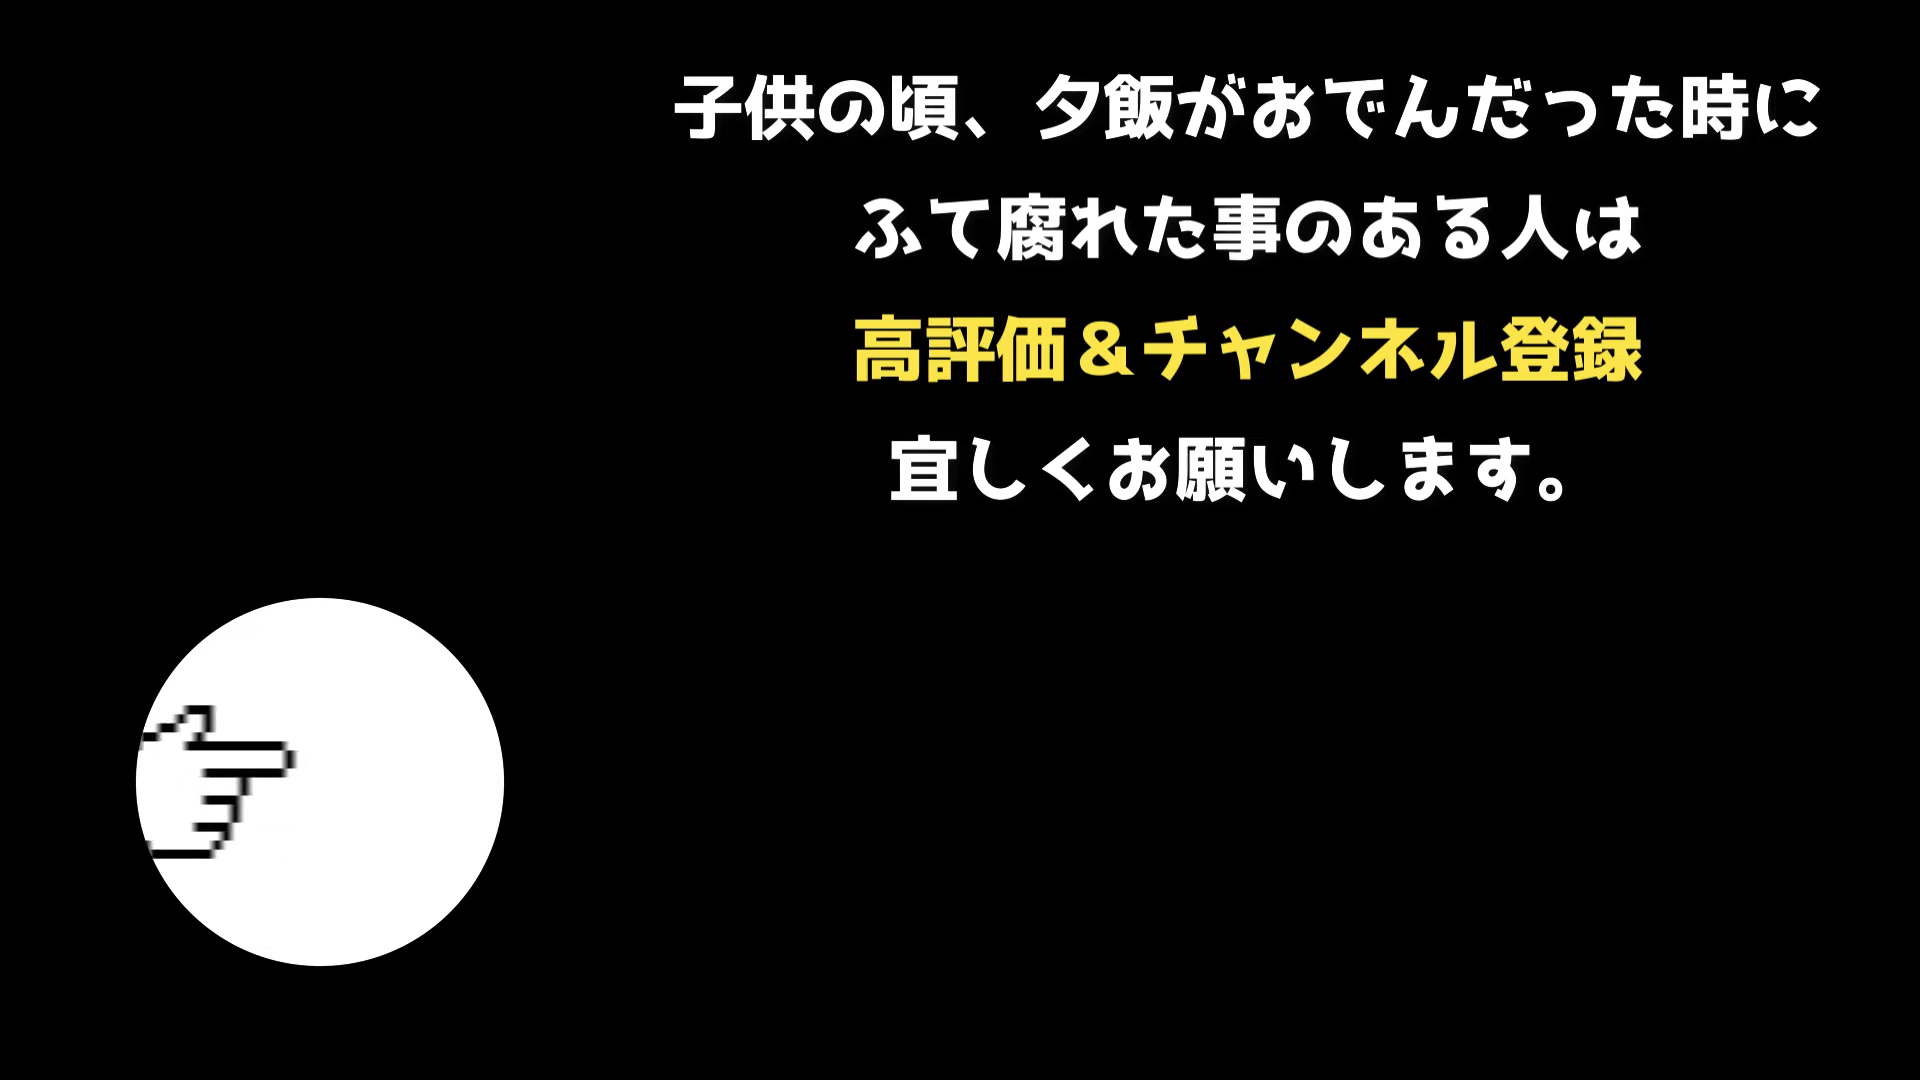 子供の頃、夕飯がおでんだった時に
ふて腐れた事のある人は
高評価＆チャンネル登録
宜しくお願いします。